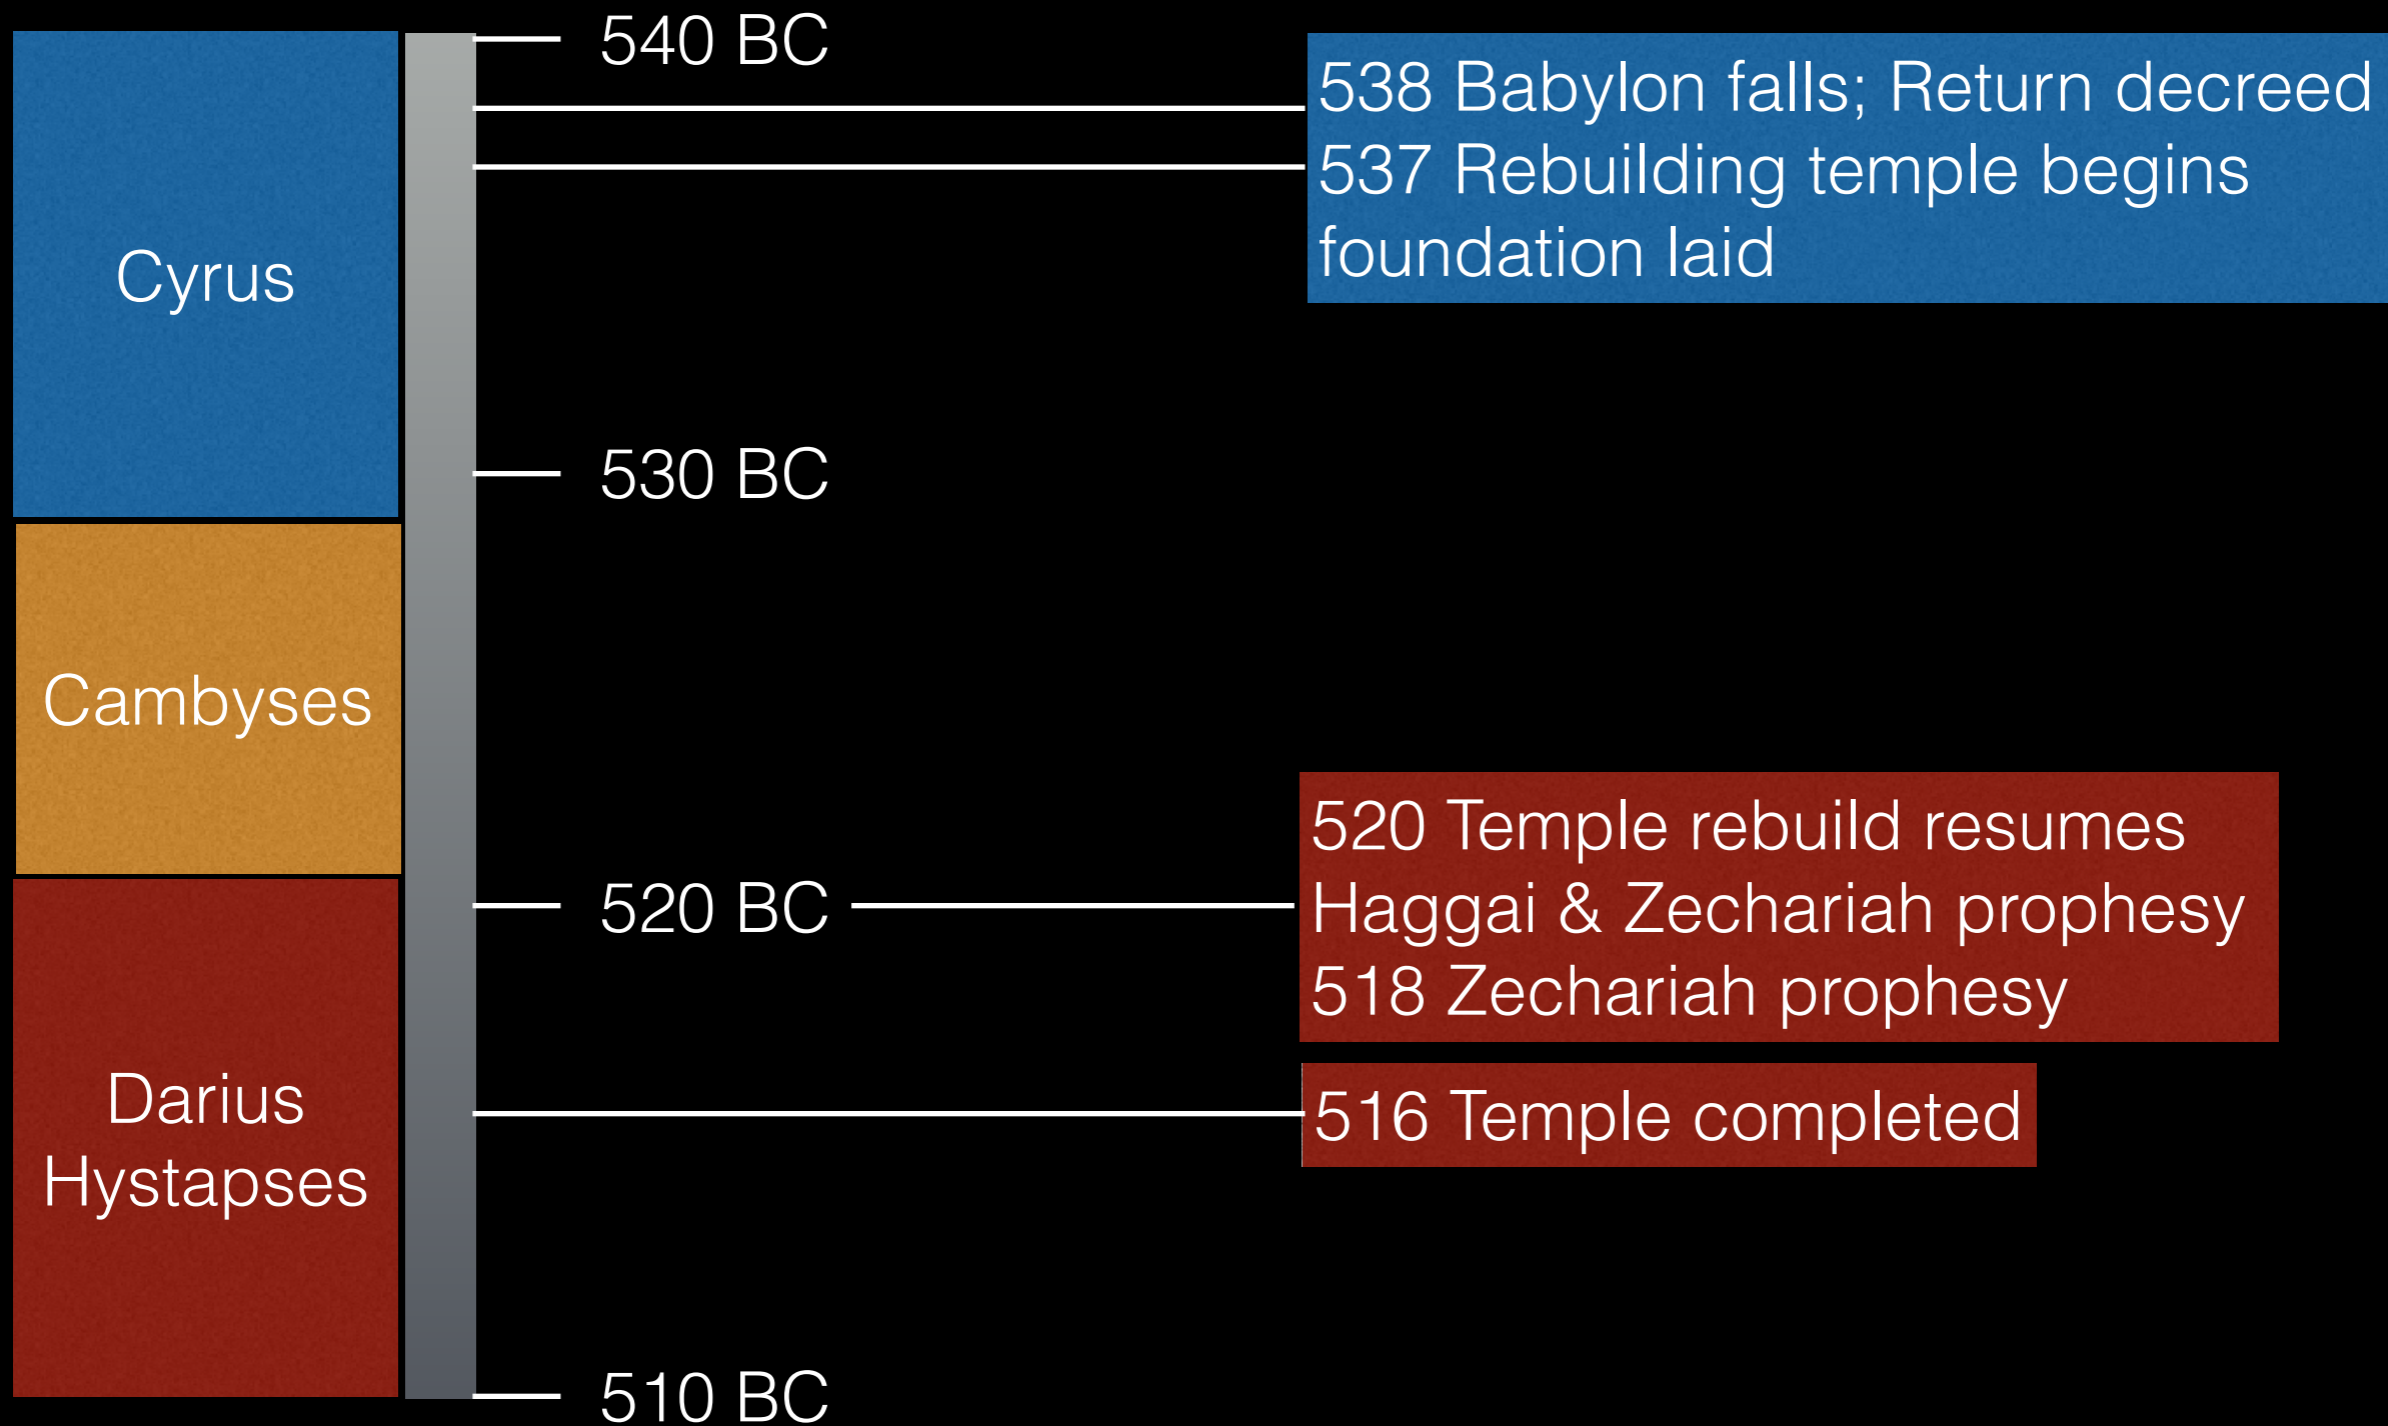 540 BC
538 Babylon falls; Return decreed
537 Rebuilding temple begins
foundation laid
Cyrus
530 BC
Cambyses
520 Temple rebuild resumes
520 BC
Haggai & Zechariah prophesy
518 Zechariah prophesy
Darius
Hystapses
516 Temple completed
510 BC